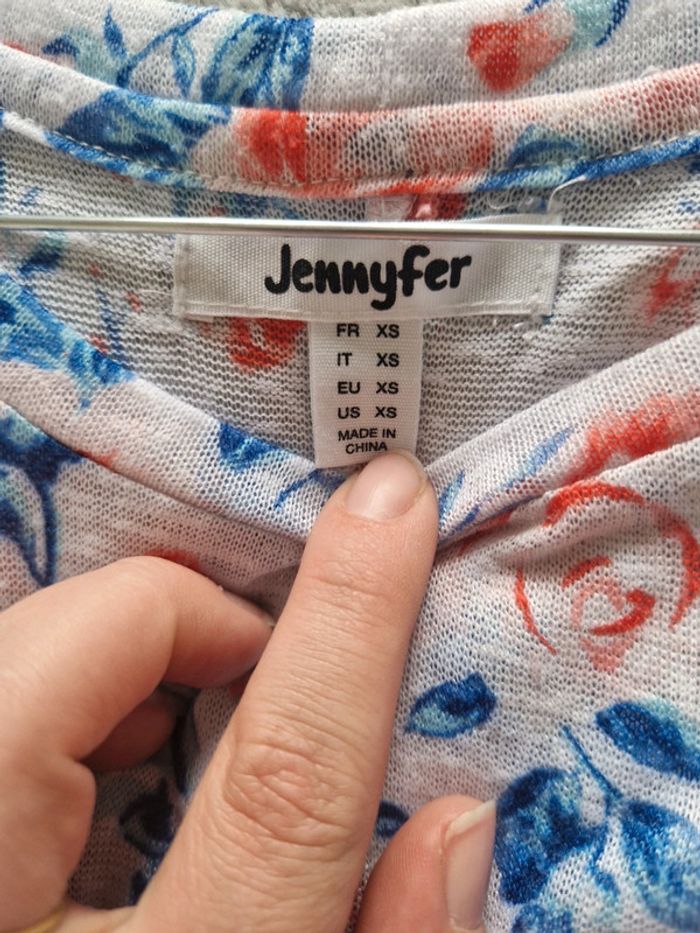 Jennyfer
FR XS
IT XS
EU XS
US XS
MADE IN
CHINA